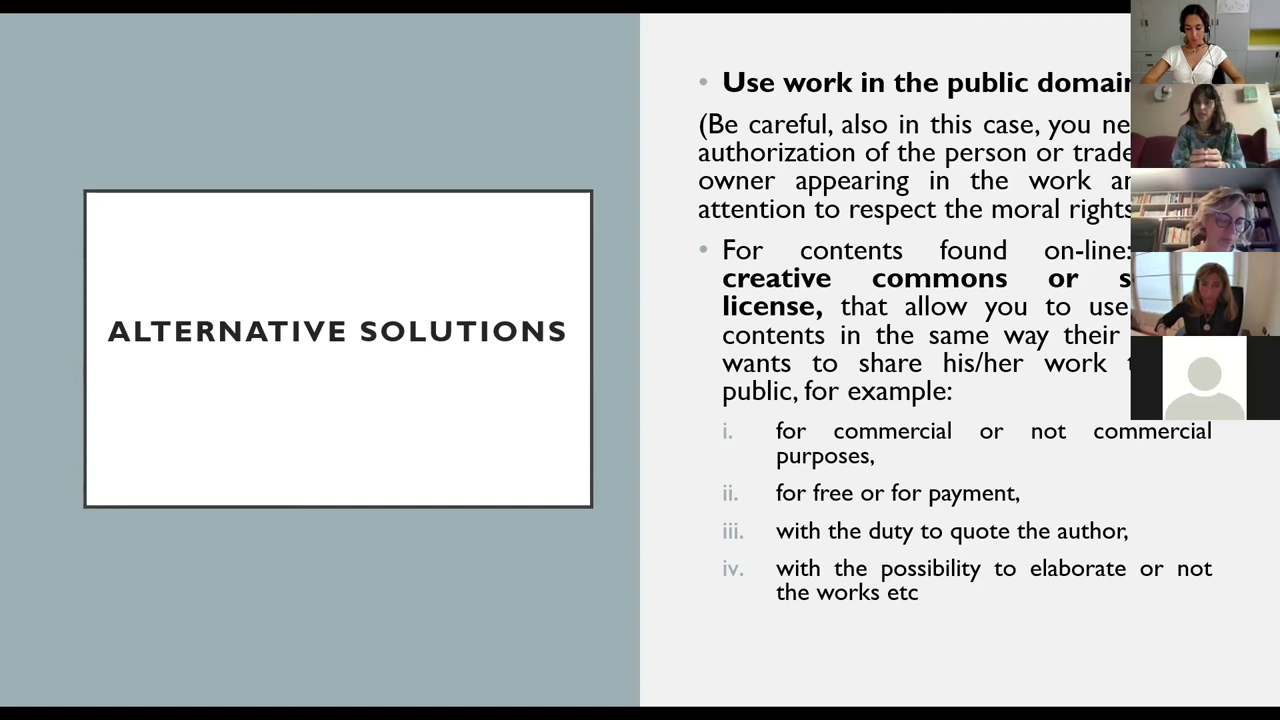 ALTERNATIVE SOLUTIONS
• Use work in the public domain
(Be careful, also in this case, you
authorization of the person or trade
owner appearing in the work
attention to respect the moral rights
• For contents found on-line:
creative commons or
license, that allow you to use
contents in the same way their
wants to share his/her work
public, for example:
i. for commercial or not commercial
purposes,
ii. for free or for payment,
iii. with the duty to quote the author,
iv. with the possibility to elaborate or not
the works etc